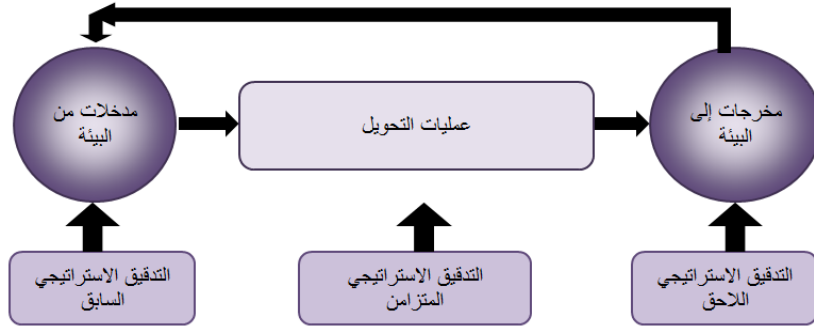 مدخلات من
البيئة
عمليات التحويل
مخرجات إلى
البيئة
التدقيق الاستراتيجي
السابق
التدقيق الاستراتيجي
المتزامن
التدقيق الاستراتيجي
اللاحق